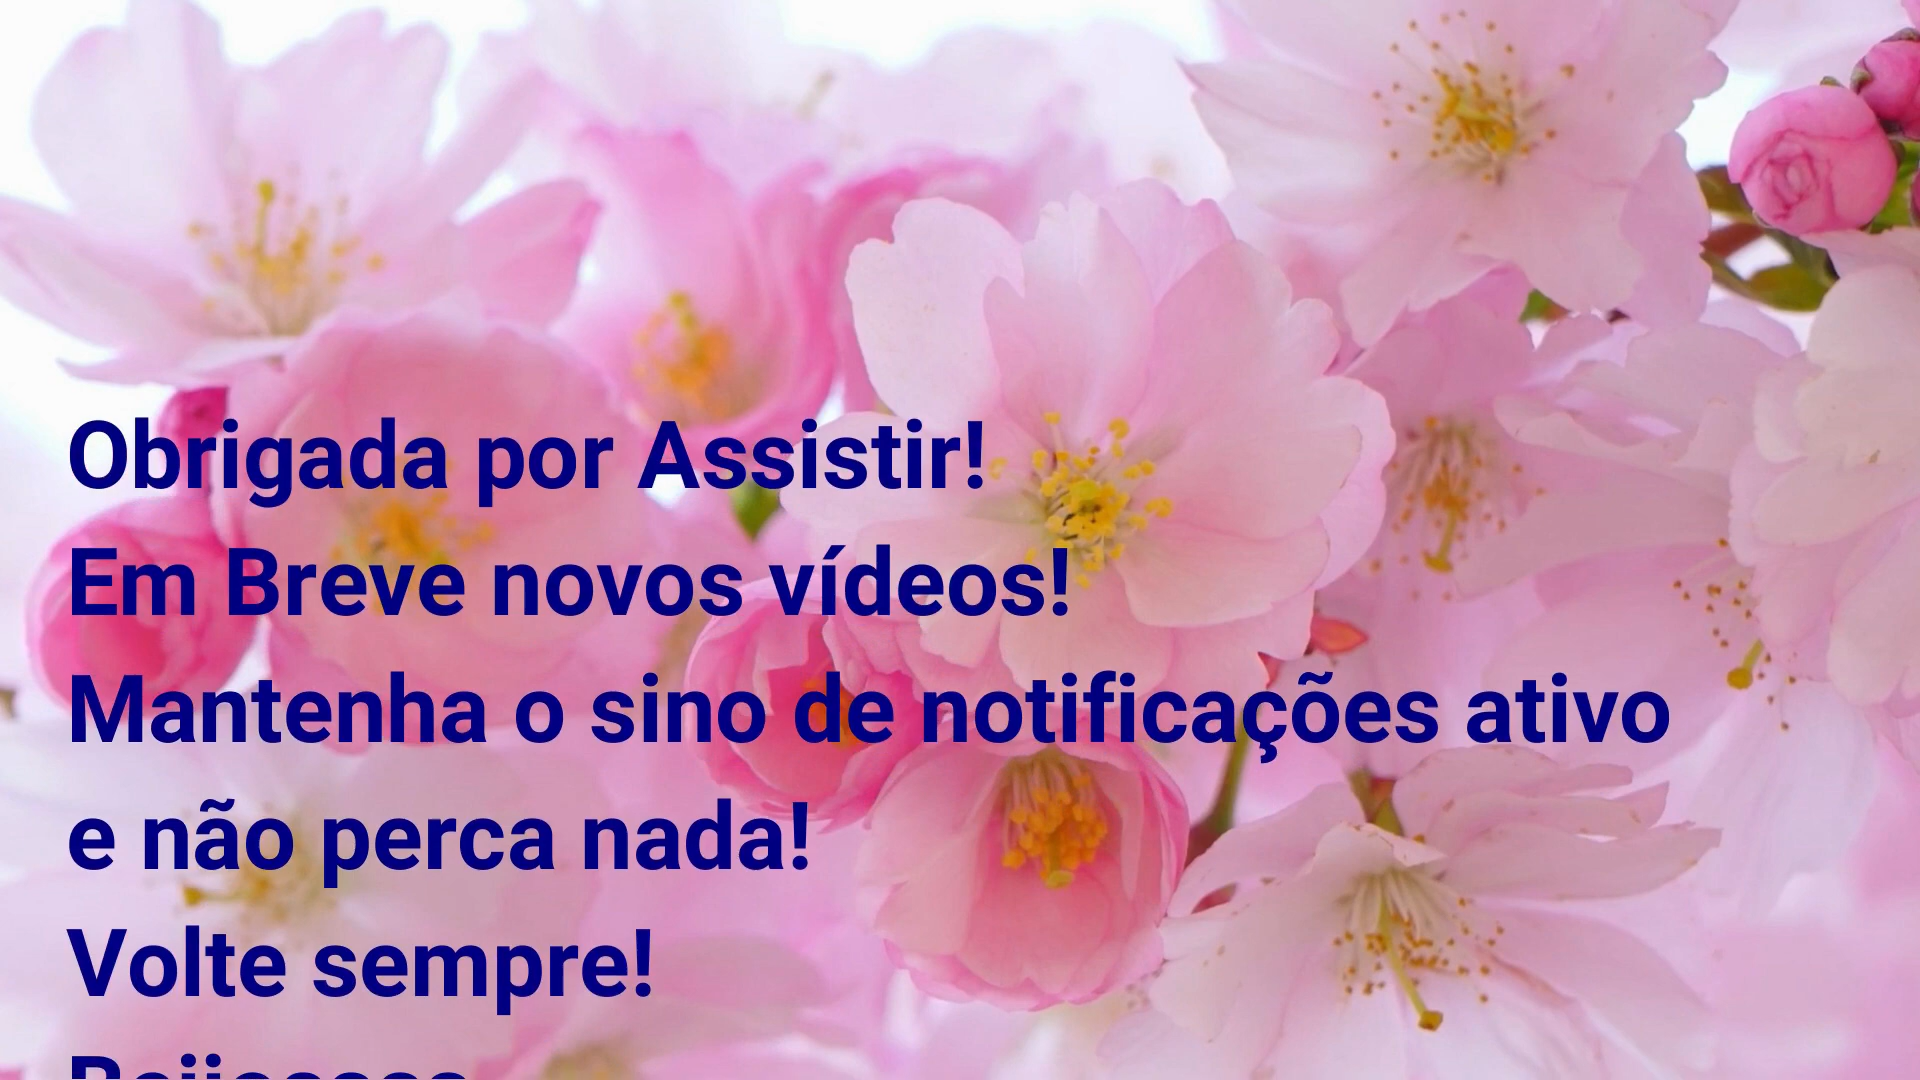 Obrigada por Assistir!
Em Breve novos vídeos!
Mantenha o sino de notificações ativo
e não perca nada!
Volte sempre!